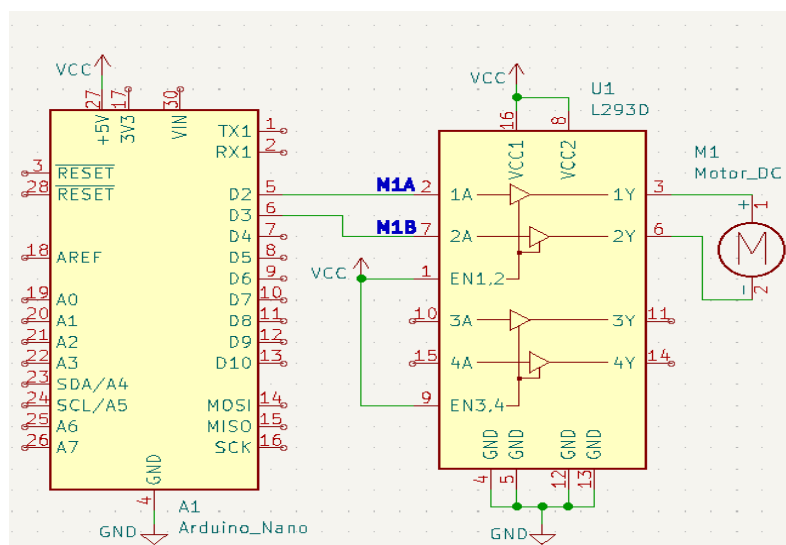 VCC
27
17
30
+5V
3V3
VIN
TX1 1
RX1 2
3 RESET
28 RESET
D2 5
D3 6
D4 7
18 AREF
D5 8
D6 9
19 A0
D7 10
20 A1
D8 11
21 A2
D9 12
22 A3
D10 13
23 SDA/A4
24 SCL/A5
MOSI 14
25 A6
MISO 15
26 A7
SCK 16
GND
4
A1
Arduino_Nano
GND
M1A
M1B
VCC
VCC
U1
L293D
16
8
VCC1
VCC2
2 1A
1Y 3
7 2A
2Y 6
1 EN1,2
10 3A
3Y 11
15 4A
4Y 14
9 EN3,4
GND
GND
GND
GND
4
5
12
13
GND
M1
Motor_DC
+
1
M
-
2